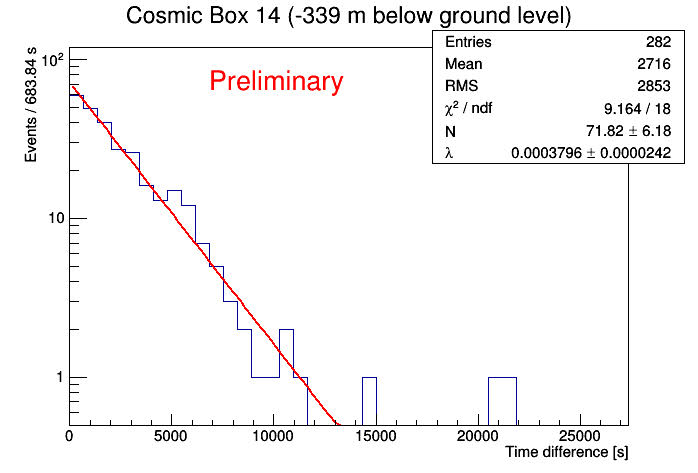 Cosmic Box 14 (-339 m below ground level)
Events / 683.84 s
10²
10
1
Preliminary
Entries 282
Mean 2716
RMS 2853
χ² / ndf 9.164 / 18
N 71.82 ± 6.18
λ 0.0003796 ± 0.0000242
0 5000 10000 15000 20000 25000
Time difference [s]